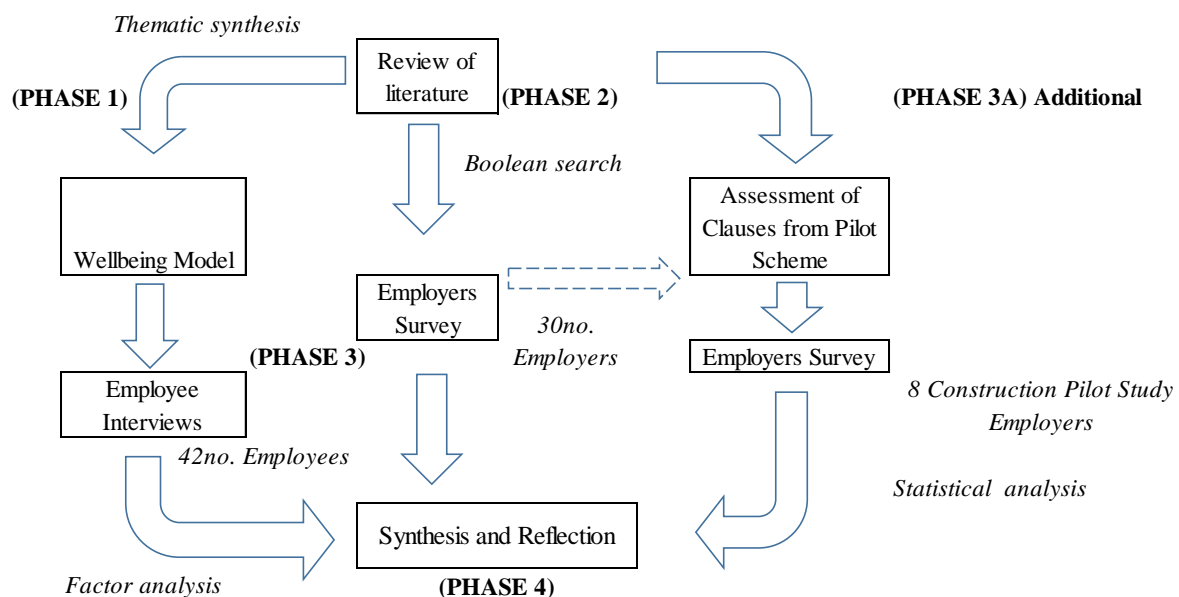 Thematic synthesis
Review of
literature
(PHASE 1)
(PHASE 2)
(PHASE 3A) Additional
Boolean search
Wellbeing Model
Assessment of
Clauses from Pilot
Scheme
Employers
Survey
30no.
Employers
(PHASE 3)
Employers Survey
Employee
Interviews
8 Construction Pilot Study
Employers
42no. Employees
Statistical analysis
Synthesis and Reflection
Factor analysis
(PHASE 4)